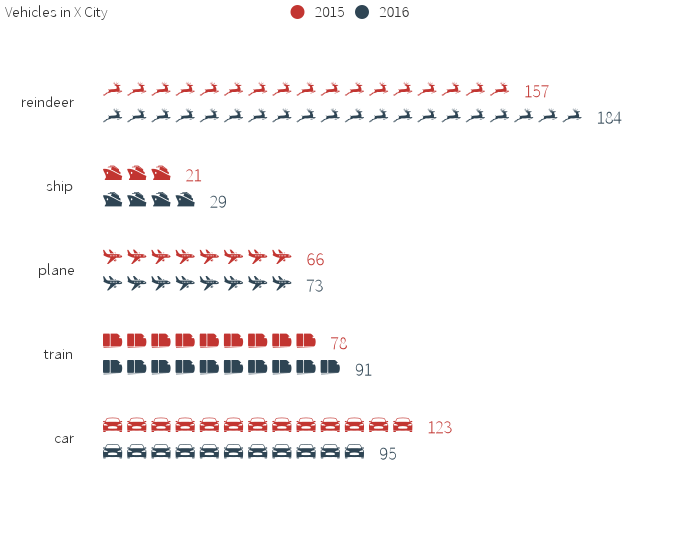 Vehicles in X City
2015 2016
reindeer
157
184
ship
21
29
plane
66
73
train
78
91
car
123
95